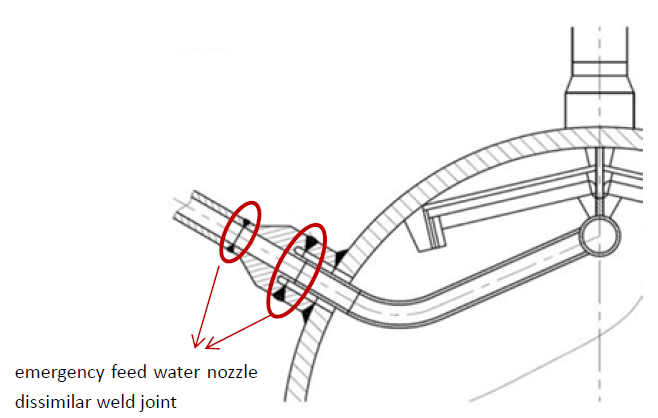 emergency feed water nozzle
dissimilar weld joint